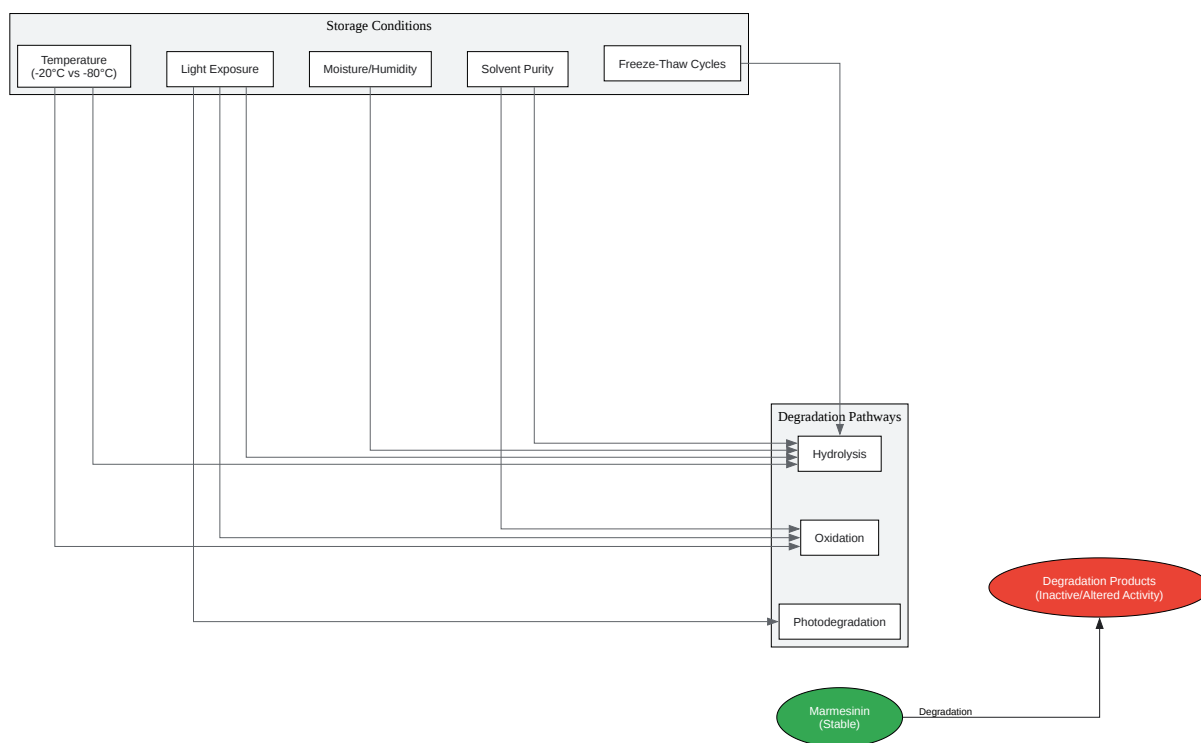 Storage Conditions
Temperature
(-20°C vs -80°C)
Light Exposure
Moisture/Humidity
Solvent Purity
Freeze-Thaw Cycles
Degradation Pathways
Hydrolysis
Oxidation
Photodegradation
Degradation Products
(Inactive/Altered Activity)
Marmesinin
(Stable)
Degradation